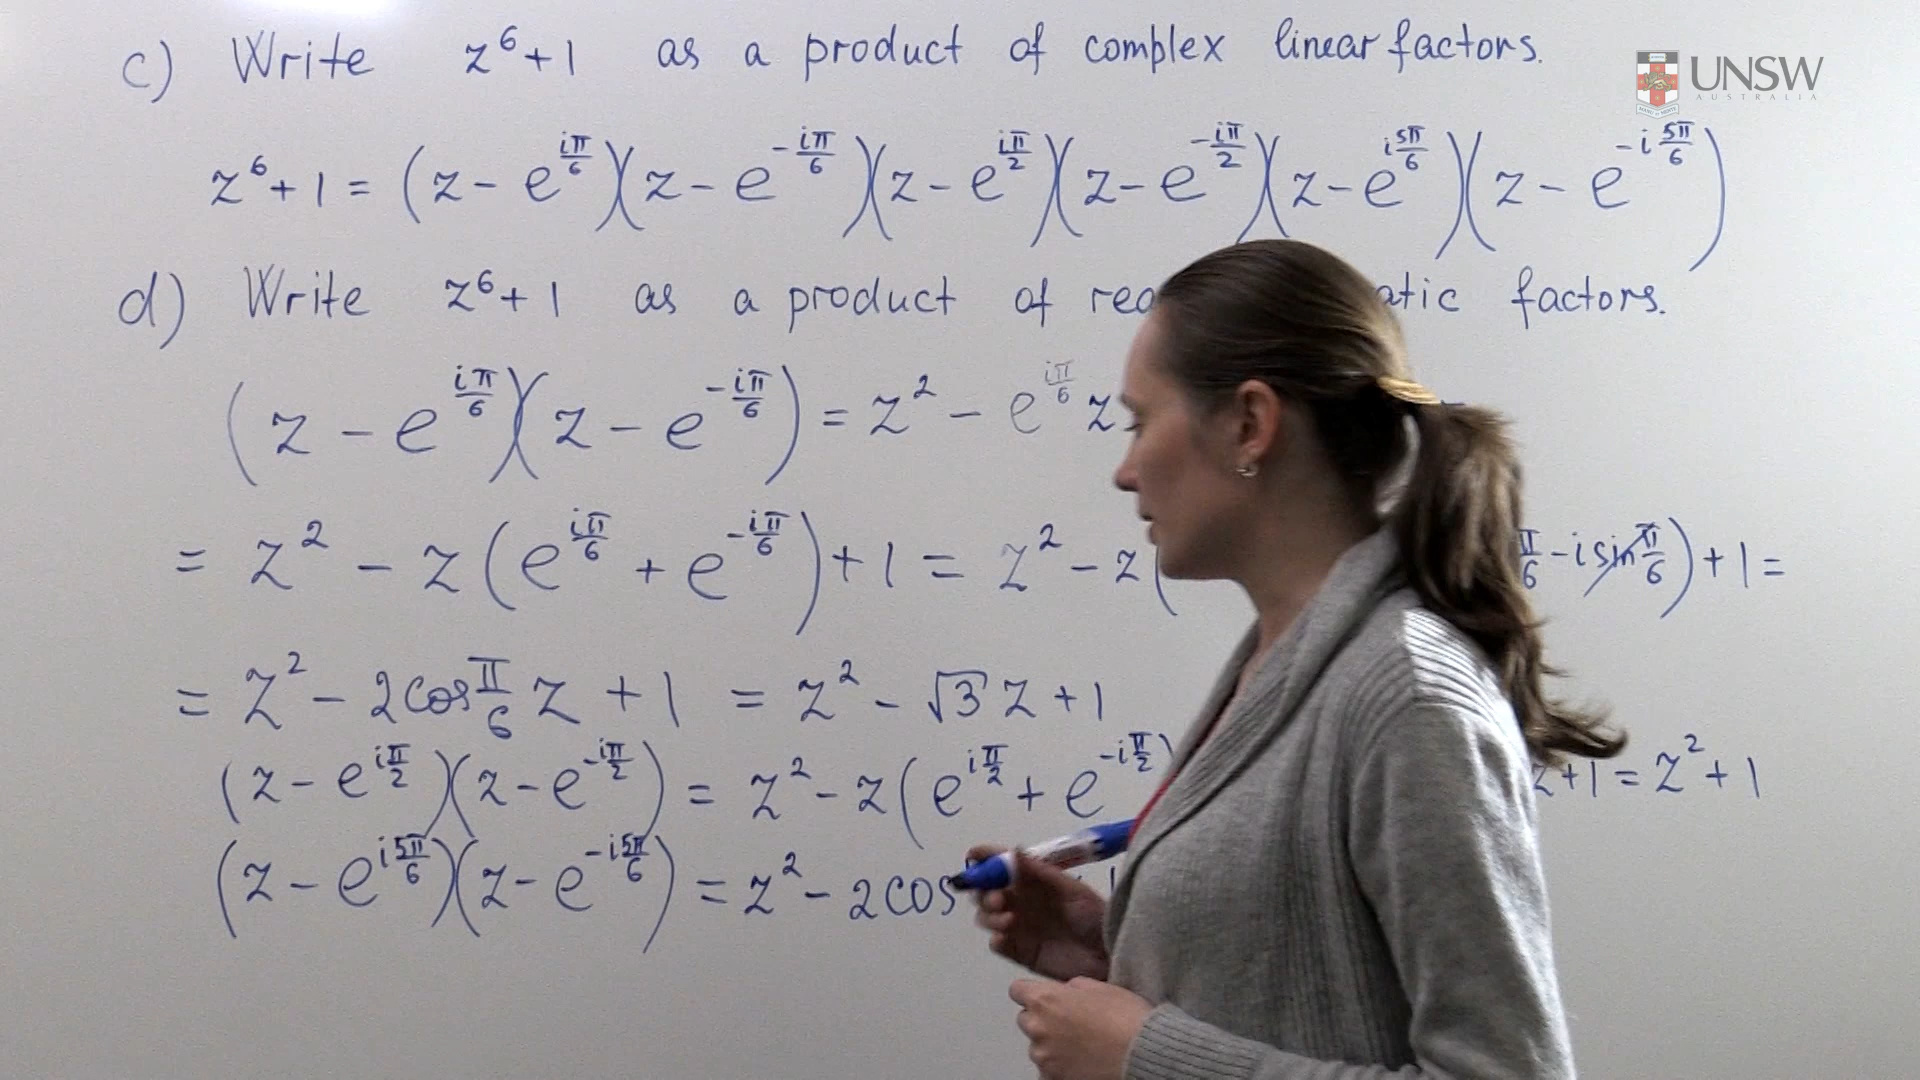 c) Write z⁶+1 as a product of complex linear factors.
UNSW
AUSTRALIA
z⁶+1 = (z - e^{iπ/6})(z - e^{-iπ/6})(z - e^{iπ/2})(z - e^{-iπ/2})(z - e^{i5π/6})(z - e^{-i5π/6})
d) Write z⁶+1 as a product of factors.
(z - e^{iπ/6})(z - e^{-iπ/6}) = z² - e^{iπ/6} z
= z² - z(e^{iπ/6} + e^{-iπ/6}) + 1 = z² - z( π/6 - i sin π/6) + 1 =
= z² - 2cos π/6 z + 1 = z² - √3 z + 1
(z - e^{iπ/2})(z - e^{-iπ/2}) = z² - z(e^{iπ/2} + e^{-iπ/2}) z + 1 = z² + 1
(z - e^{i5π/6})(z - e^{-i5π/6}) = z² - 2cos